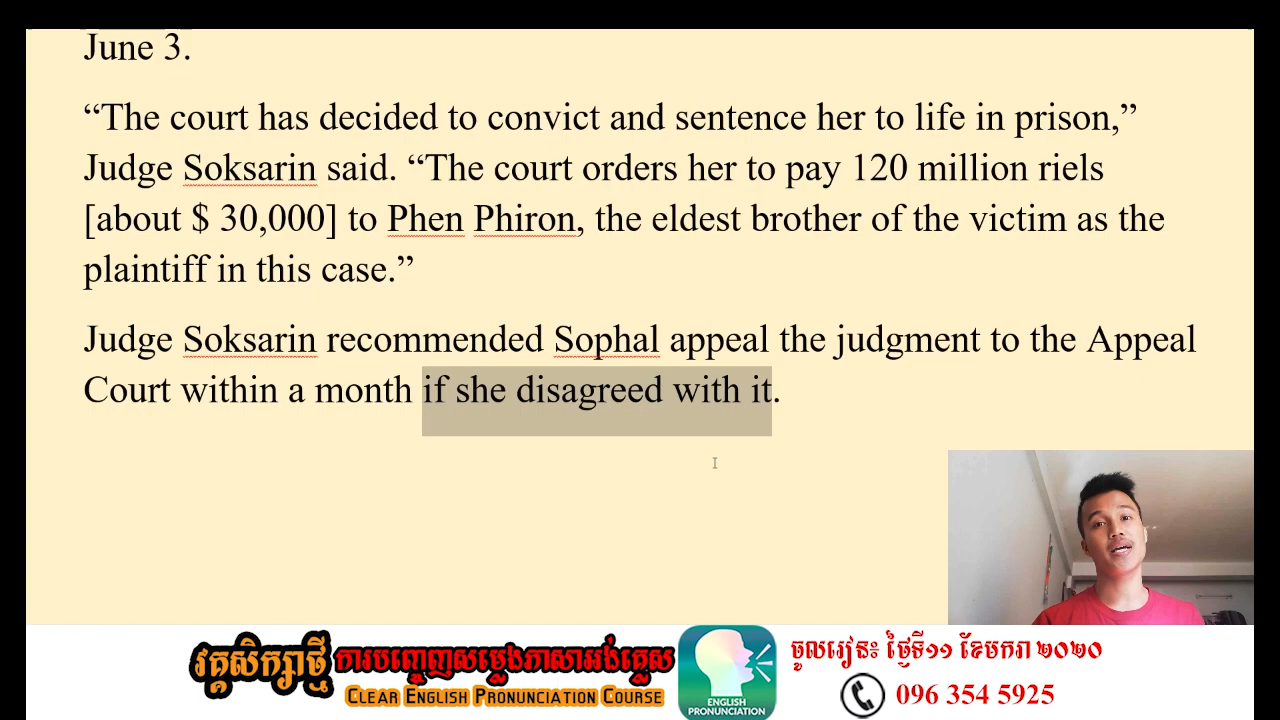 June 3.
“The court has decided to convict and sentence her to life in prison,”
Judge Soksarin said. “The court orders her to pay 120 million riels
[about $ 30,000] to Phen Phiron, the eldest brother of the victim as the
plaintiff in this case.”
Judge Soksarin recommended Sophal appeal the judgment to the Appeal
Court within a month if she disagreed with it.
វគ្គសិក្សាថ្មី ការបញ្ចេញសម្លេងភាសាអង់គ្លេស
CLEAR ENGLISH PRONUNCIATION COURSE
ENGLISH
PRONUNCIATION
ចូលរៀន៖ ថ្ងៃទី១១ ខែមករា ២០២០
096 354 5925